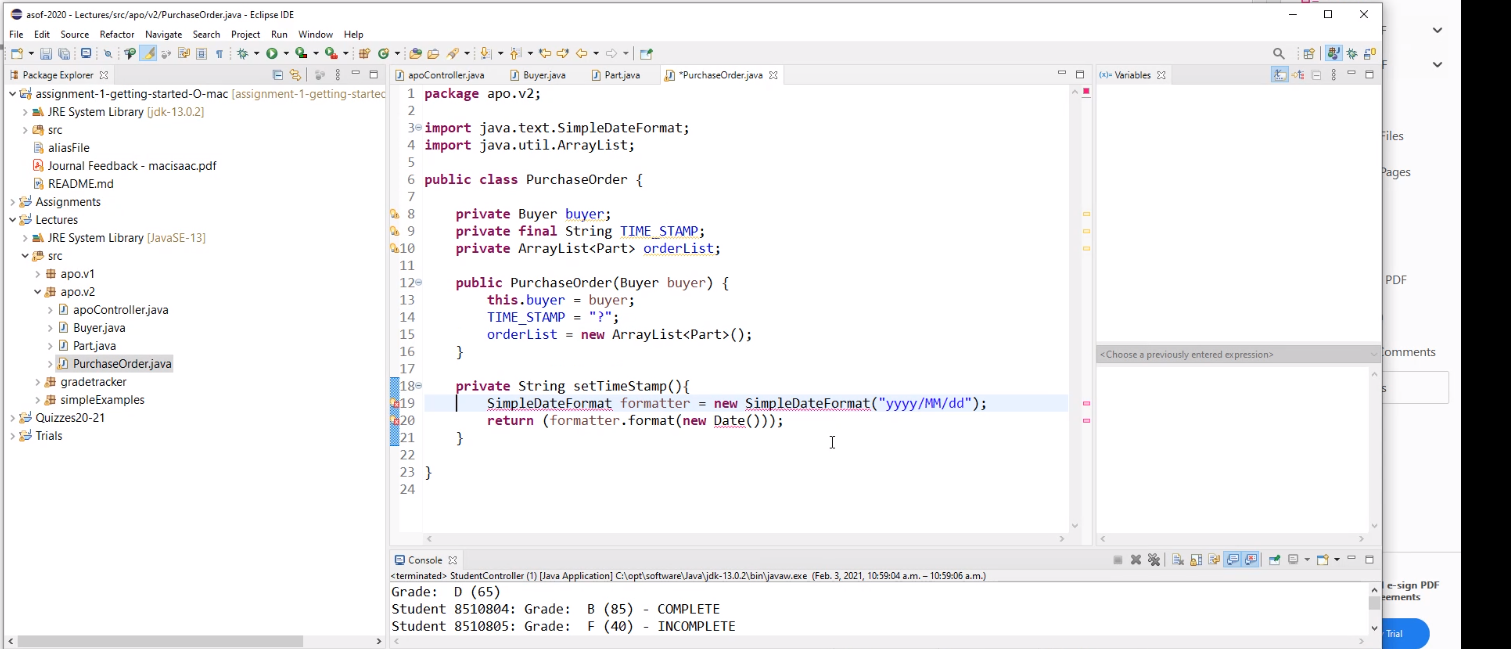 asof-2020 - Lectures/src/apo/v2/PurchaseOrder.java - Eclipse IDE
File Edit Source Refactor Navigate Search Project Run Window Help
Package Explorer
assignment-1-getting-started-O-mac [assignment-1-getting-started
JRE System Library [jdk-13.0.2]
src
aliasFile
Journal Feedback - macisaac.pdf
README.md
Assignments
Lectures
JRE System Library [JavaSE-13]
src
apo.v1
apo.v2
apoController.java
Buyer.java
Part.java
PurchaseOrder.java
gradetracker
simpleExamples
Quizzes20-21
Trials
apoController.java Buyer.java Part.java *PurchaseOrder.java
1 package apo.v2;
2
3 import java.text.SimpleDateFormat;
4 import java.util.ArrayList;
5
6 public class PurchaseOrder {
7
8 private Buyer buyer;
9 private final String TIME_STAMP;
10 private ArrayList<Part> orderList;
11
12 public PurchaseOrder(Buyer buyer) {
13 this.buyer = buyer;
14 TIME_STAMP = "?";
15 orderList = new ArrayList<Part>();
16 }
17
18 private String setTimeStamp(){
19 SimpleDateFormat formatter = new SimpleDateFormat("yyyy/MM/dd");
20 return (formatter.format(new Date()));
21 }
22
23 }
24
(x)= Variables
<Choose a previously entered expression>
Console
<terminated> StudentController (1) [Java Application] C:\opt\software\Java\jdk-13.0.2\bin\javaw.exe (Feb. 3, 2021, 10:59:04 a.m. – 10:59:06 a.m.)
Grade: D (65)
Student 8510804: Grade: B (85) - COMPLETE
Student 8510805: Grade: F (40) - INCOMPLETE
F
F
Files
Pages
PDF
omments
s
l e-sign PDF
eements
Trial